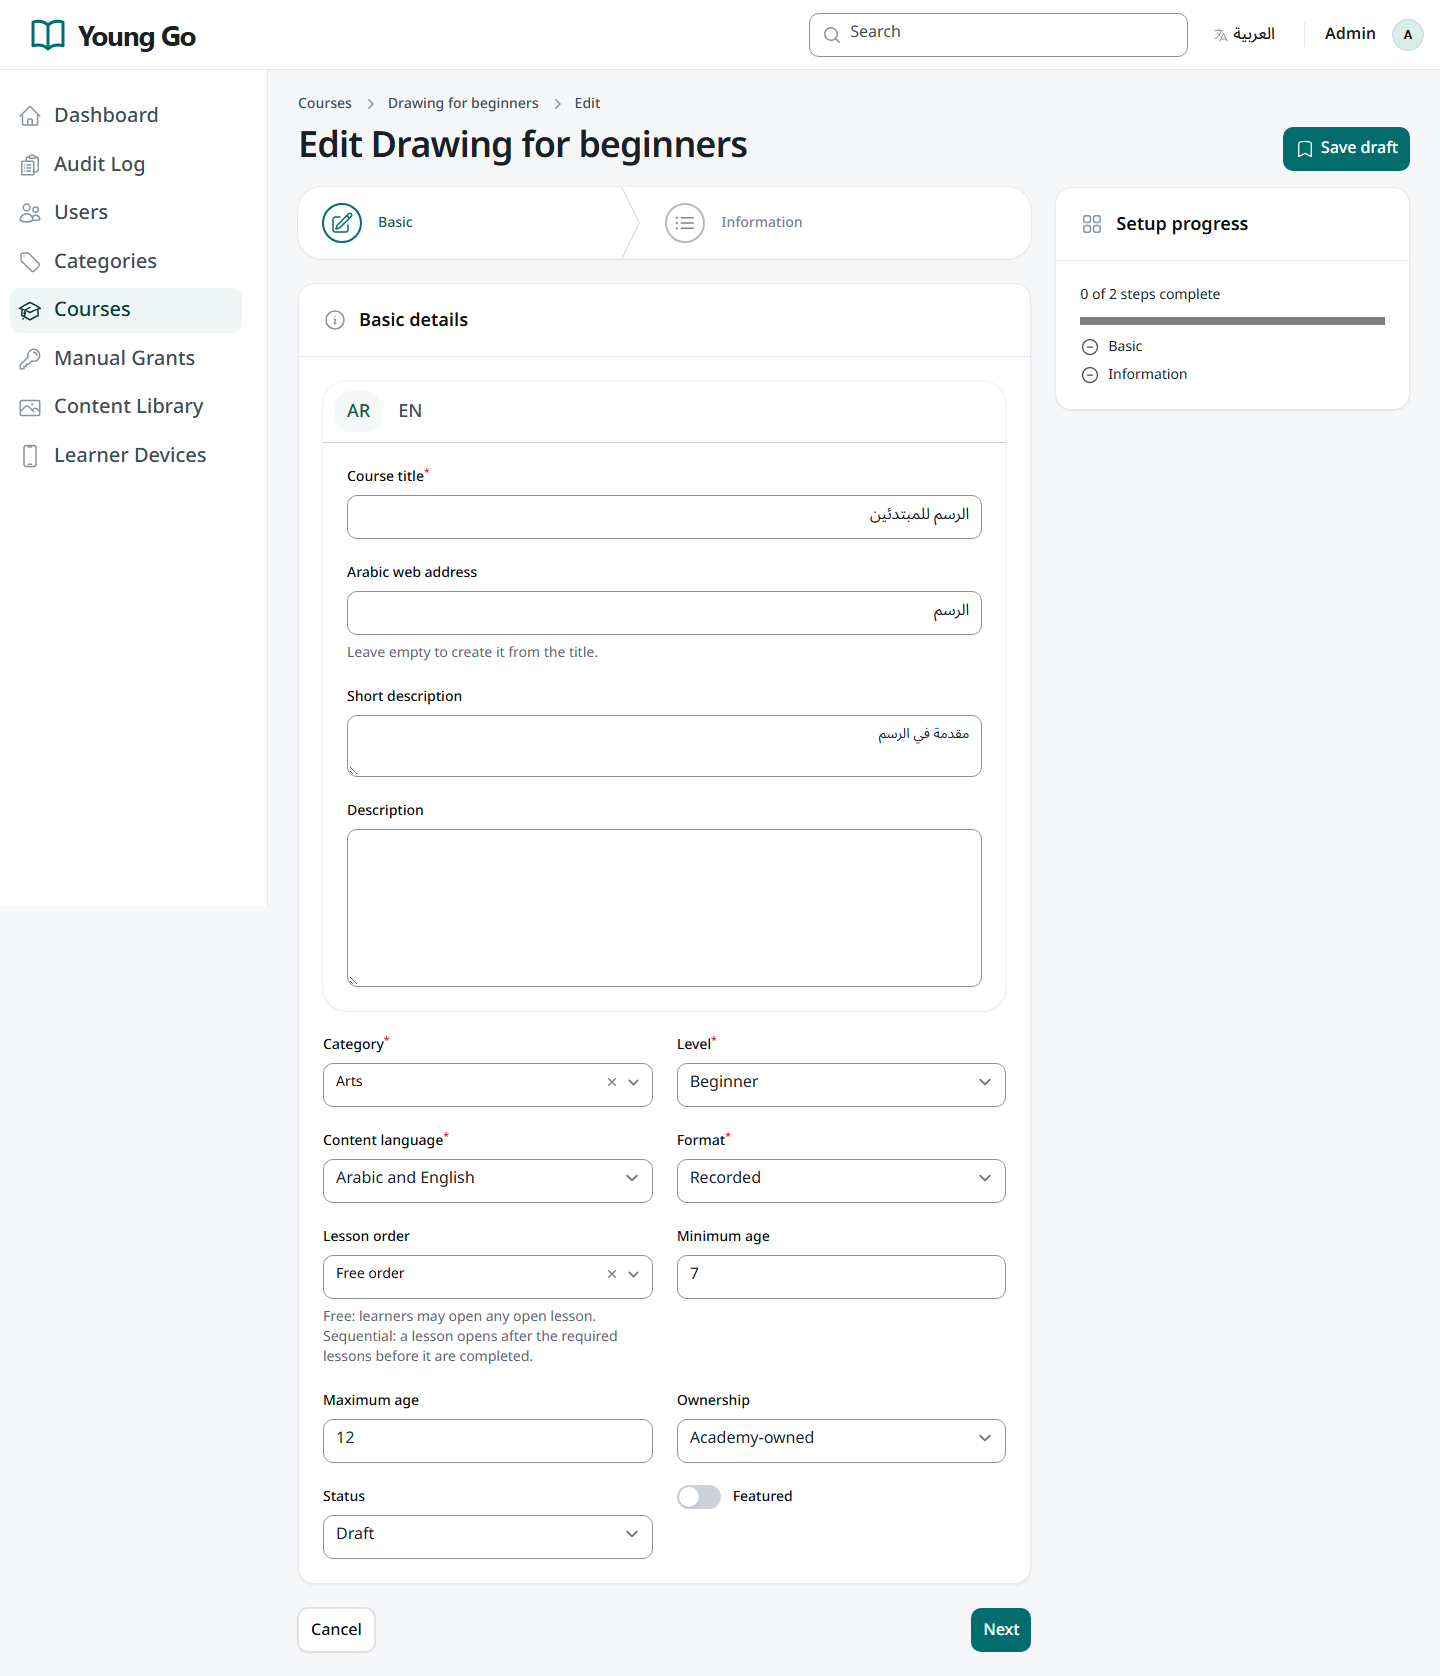 Young Go
Search
العربية
Admin
A
Dashboard
Audit Log
Users
Categories
Courses
Manual Grants
Content Library
Learner Devices
Courses
Drawing for beginners
Edit
Edit Drawing for beginners
Save draft
Basic
Information
Setup progress
0 of 2 steps complete
Basic
Information
Basic details
AR
EN
Course title*
الرسم للمبتدئين
Arabic web address
الرسم
Leave empty to create it from the title.
Short description
مقدمة في الرسم
Description
Category*
Level*
Arts
Beginner
Content language*
Format*
Arabic and English
Recorded
Lesson order
Minimum age
Free order
7
Free: learners may open any open lesson.
Sequential: a lesson opens after the required
lessons before it are completed.
Maximum age
Ownership
12
Academy-owned
Status
Featured
Draft
Cancel
Next